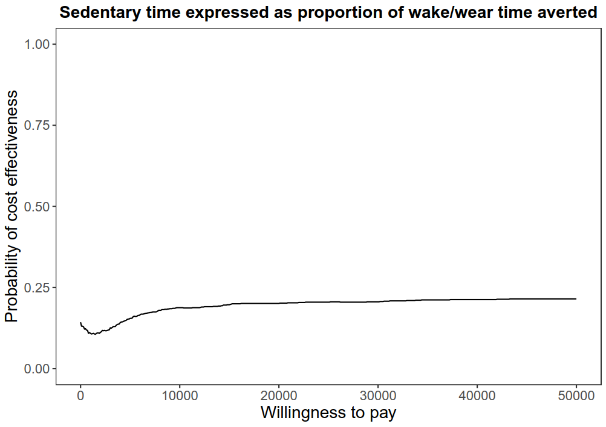 Sedentary time expressed as proportion of wake/wear time averted
Probability of cost effectiveness
1.00
0.75
0.50
0.25
0.00
0 10000 20000 30000 40000 50000
Willingness to pay